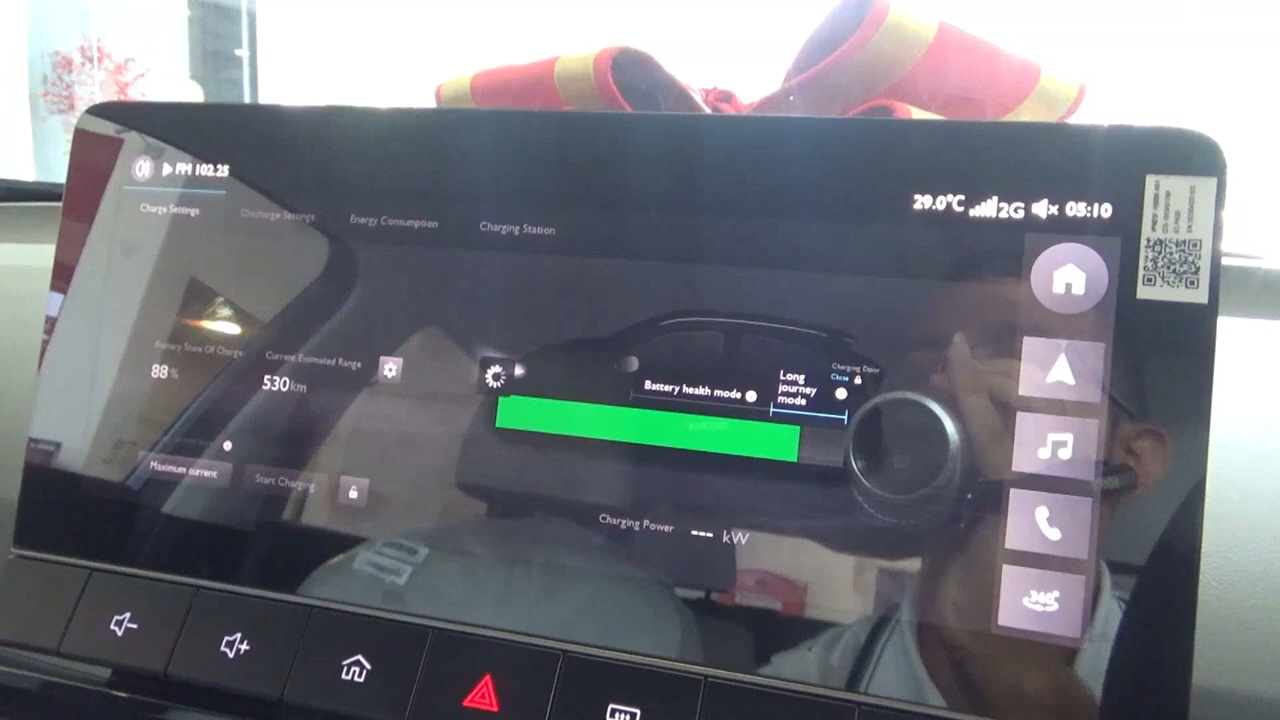 FM 102.25
29.0°C 2G 05:10
Charge Settings
Discharge Settings
Energy Consumption
Charging Station
Battery State Of Charge
88%
Current Estimated Range
530km
Charging Door
Close
Battery health mode
Long
journey
mode
Maximum current
Start Charging
Charging Power --- kW
360°